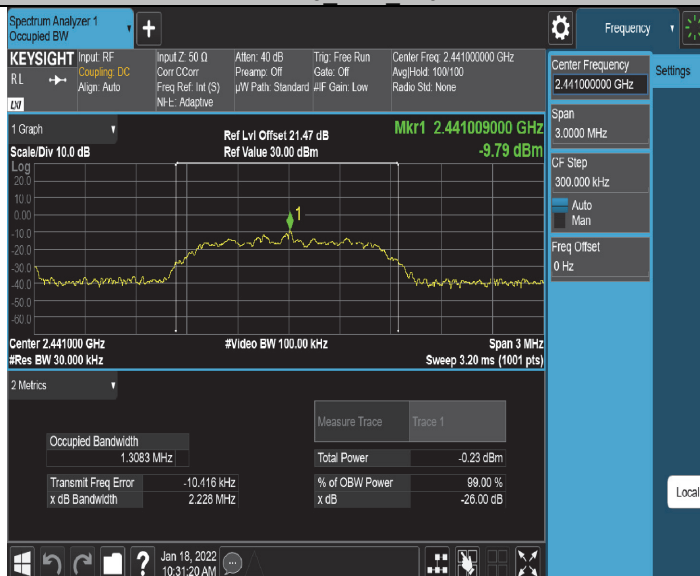 Spectrum Analyzer 1
Occupied BW
Frequency
KEYSIGHT
Input: RF
Coupling: DC
Align: Auto
RL
LXI
Input Z: 50 Ω
Corr CCorr
Freq Ref: Int (S)
NFE: Adaptive
Atten: 40 dB
Preamp: Off
µW Path: Standard
Trig: Free Run
Gate: Off
#IF Gain: Low
Center Freq: 2.441000000 GHz
Avg|Hold: 100/100
Radio Std: None
Center Frequency
2.441000000 GHz
Settings
Span
3.0000 MHz
CF Step
300.000 kHz
Auto
Man
Freq Offset
0 Hz
1 Graph
Scale/Div 10.0 dB
Ref Lvl Offset 21.47 dB
Ref Value 30.00 dBm
Mkr1 2.441009000 GHz
-9.79 dBm
Log
20.0
10.0
0.00
-10.0
-20.0
-30.0
-40.0
-50.0
-60.0
1
Center 2.441000 GHz
#Video BW 100.00 kHz
Span 3 MHz
#Res BW 30.000 kHz
Sweep 3.20 ms (1001 pts)
2 Metrics
Measure Trace
Trace 1
Occupied Bandwidth
1.3083 MHz
Total Power
-0.23 dBm
Transmit Freq Error
-10.416 kHz
% of OBW Power
99.00 %
x dB Bandwidth
2.228 MHz
x dB
-26.00 dB
Local
Jan 18, 2022
10:31:20 AM